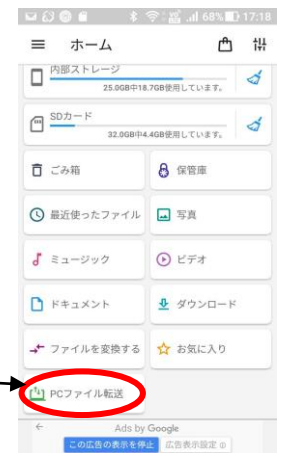 68% 17:18
ホーム
内部ストレージ
25.0GB中18.7GB使用しています。
SDカード
32.0GB中4.4GB使用しています。
ごみ箱
保管庫
最近使ったファイル
写真
ミュージック
ビデオ
ドキュメント
ダウンロード
ファイルを変換する
お気に入り
PCファイル転送
Ads by Google
この広告の表示を停止
広告表示設定